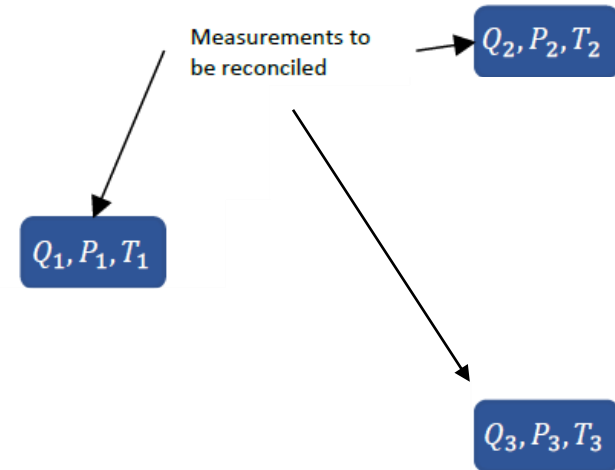 Measurements to
be reconciled
Q₂, P₂, T₂
Q₁, P₁, T₁
Q₃, P₃, T₃